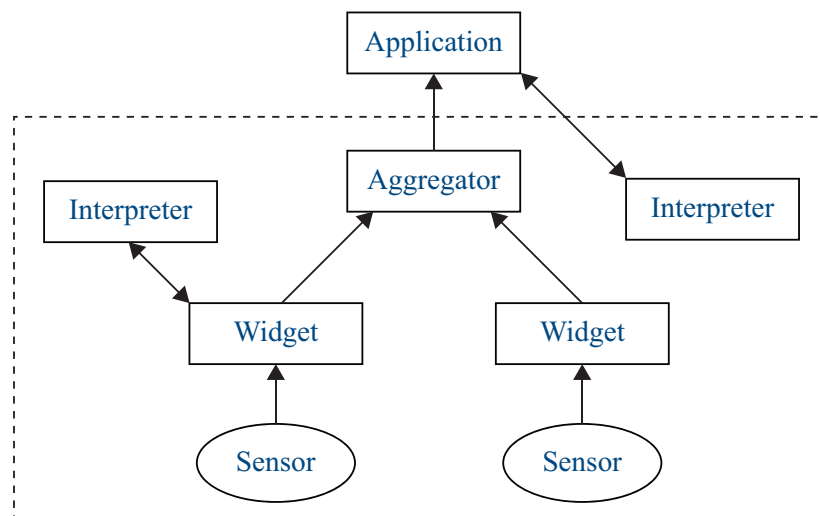 Application
Aggregator
Interpreter
Interpreter
Widget
Widget
Sensor
Sensor